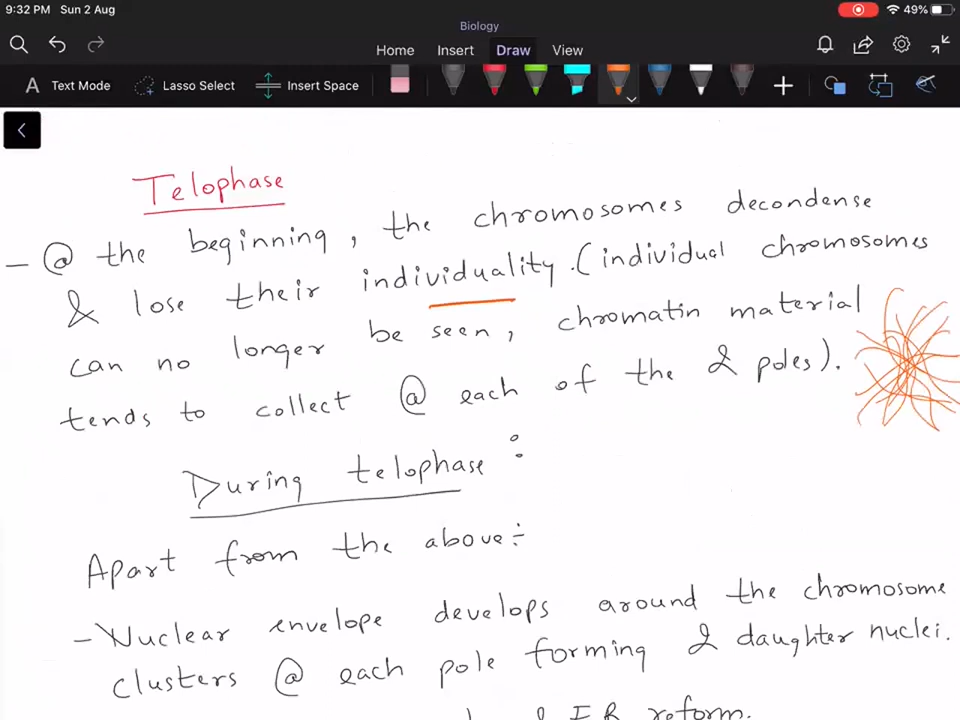 9:32 PM Sun 2 Aug
49%
Biology
Home Insert Draw View
Text Mode Lasso Select Insert Space
Telophase
- @ the beginning, the chromosomes decondense
& lose their individuality. (individual chromosomes
can no longer be seen, chromatin material
tends to collect @ each of the 2 poles).
During telophase :
Apart from the above :-
- Nuclear envelope develops around the chromosome
clusters @ each pole forming 2 daughter nuclei.
& ER reform.